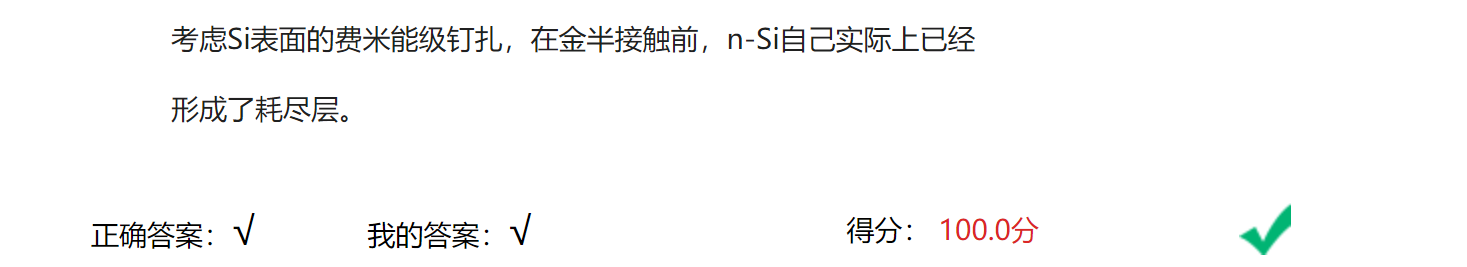 考虑Si表面的费米能级钉扎，在金半接触前，n-Si自己实际上已经
形成了耗尽层。
正确答案：√ 我的答案：√ 得分： 100.0分